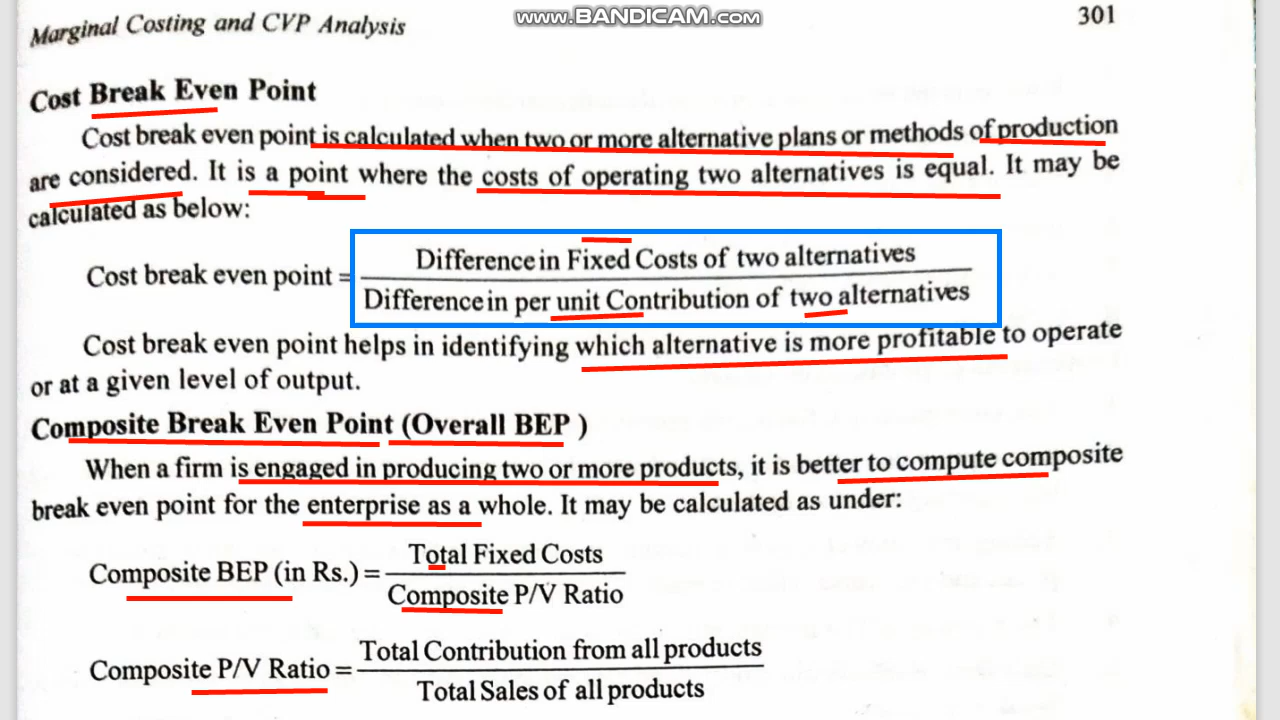 www.BANDICAM.com
Marginal Costing and CVP Analysis
301
Cost Break Even Point
Cost break even point is calculated when two or more alternative plans or methods of production
are considered. It is a point where the costs of operating two alternatives is equal. It may be
calculated as below:
Cost break even point = Difference in Fixed Costs of two alternatives
Difference in per unit Contribution of two alternatives
Cost break even point helps in identifying which alternative is more profitable to operate
or at a given level of output.
Composite Break Even Point (Overall BEP )
When a firm is engaged in producing two or more products, it is better to compute composite
break even point for the enterprise as a whole. It may be calculated as under:
Composite BEP (in Rs.) = Total Fixed Costs
Composite P/V Ratio
Composite P/V Ratio = Total Contribution from all products
Total Sales of all products